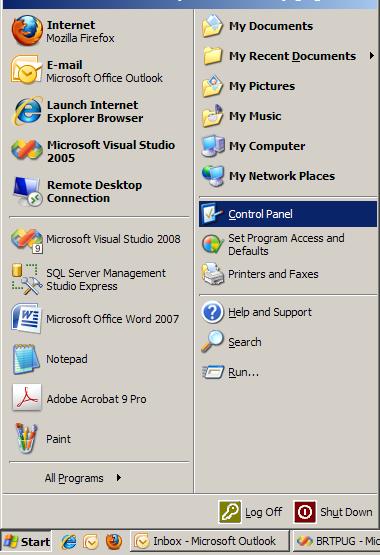 Internet
Mozilla Firefox
E-mail
Microsoft Office Outlook
Launch Internet
Explorer Browser
Microsoft Visual Studio
2005
Remote Desktop
Connection
Microsoft Visual Studio 2008
SQL Server Management
Studio Express
Microsoft Office Word 2007
Notepad
Adobe Acrobat 9 Pro
Paint
All Programs
My Documents
My Recent Documents
My Pictures
My Music
My Computer
My Network Places
Control Panel
Set Program Access and
Defaults
Printers and Faxes
Help and Support
Search
Run...
Log Off
Shut Down
Start
Inbox - Microsoft Outlook
BRTPUG - Microsoft